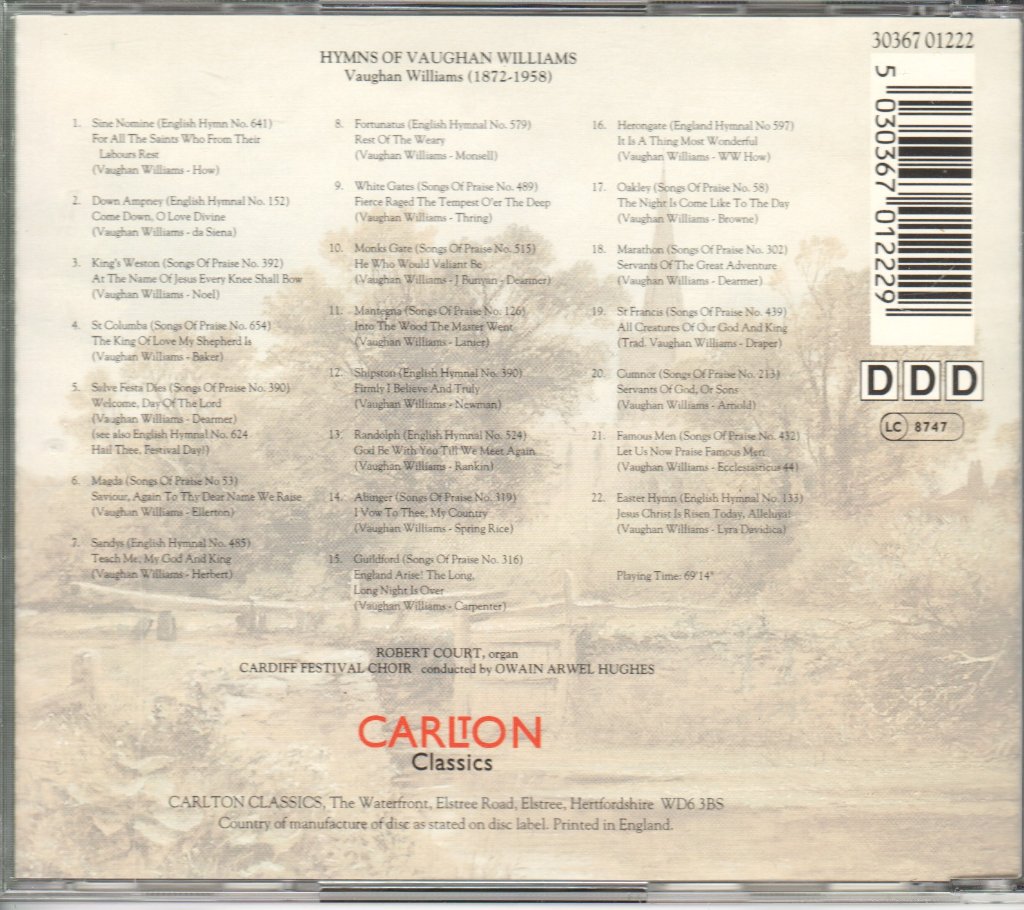 HYMNS OF VAUGHAN WILLIAMS
Vaughan Williams (1872-1958)
1. Sine Nomine (English Hymn No. 641)
For All The Saints Who From Their
Labours Rest
(Vaughan Williams - How)
2. Down Ampney (English Hymnal No. 152)
Come Down, O Love Divine
(Vaughan Williams - da Siena)
3. King's Weston (Songs Of Praise No. 392)
At The Name Of Jesus Every Knee Shall Bow
(Vaughan Williams - Noel)
4. St Columba (Songs Of Praise No. 654)
The King Of Love My Shepherd Is
(Vaughan Williams - Baker)
5. Salve Festa Dies (Songs Of Praise No. 390)
Welcome, Day Of The Lord
(Vaughan Williams - Dearmer)
(see also English Hymnal No. 624
Hail Thee, Festival Day!)
6. Magda (Songs Of Praise No 53)
Saviour, Again To Thy Dear Name We Raise
(Vaughan Williams - Ellerton)
7. Sandys (English Hymnal No. 485)
Teach Me, My God And King
(Vaughan Williams - Herbert)
8. Fortunatus (English Hymnal No 579)
Rest Of The Weary
(Vaughan Williams - Monsell)
9. White Gates (Songs Of Praise No. 489)
Fierce Raged The Tempest O'er The Deep
(Vaughan Williams - Thring)
10. Monks Gate (Songs Of Praise No. 515)
He Who Would Valiant Be
(Vaughan Williams - J Bunyan - Dearmer)
11. Mantegna (Songs Of Praise No. 126)
Into The Wood The Master Went
(Vaughan Williams - Lanier)
12. Shipston (English Hymnal No. 390)
Firmly I Believe And Truly
(Vaughan Williams - Newman)
13. Randolph (English Hymnal No. 524)
God Be With You Till We Meet Again
(Vaughan Williams - Rankin)
14. Abinger (Songs Of Praise No. 319)
I Vow To Thee, My Country
(Vaughan Williams - Spring Rice)
15. Guildford (Songs Of Praise No. 316)
England Arise! The Long,
Long Night Is Over
(Vaughan Williams - Carpenter)
16. Herongate (England Hymnal No 597)
It Is A Thing Most Wonderful
(Vaughan Williams - WW How)
17. Oakley (Songs Of Praise No. 58)
The Night Is Come Like To The Day
(Vaughan Williams - Browne)
18. Marathon (Songs Of Praise No. 302)
Servants Of The Great Adventure
(Vaughan Williams - Dearmer)
19. St Francis (Songs Of Praise No. 439)
All Creatures Of Our God And King
(Trad. Vaughan Williams - Draper)
20. Cumnor (Songs Of Praise No. 213)
Servants Of God, Or Sons
(Vaughan Williams - Arnold)
21. Famous Men (Songs Of Praise No. 432)
Let Us Now Praise Famous Men
(Vaughan Williams - Ecclesiasticus 44)
22. Easter Hymn (English Hymnal No. 133)
Jesus Christ Is Risen Today, Alleluya!
(Vaughan Williams - Lyra Davidica)
Playing Time: 69'14"
30367 01222
5 030367 012229
DDD
LC 8747
ROBERT COURT, organ
CARDIFF FESTIVAL CHOIR conducted by OWAIN ARWEL HUGHES
CARLTON
Classics
CARLTON CLASSICS, The Waterfront, Elstree Road, Elstree, Hertfordshire WD6 3BS
Country of manufacture of disc as stated on disc label. Printed in England.